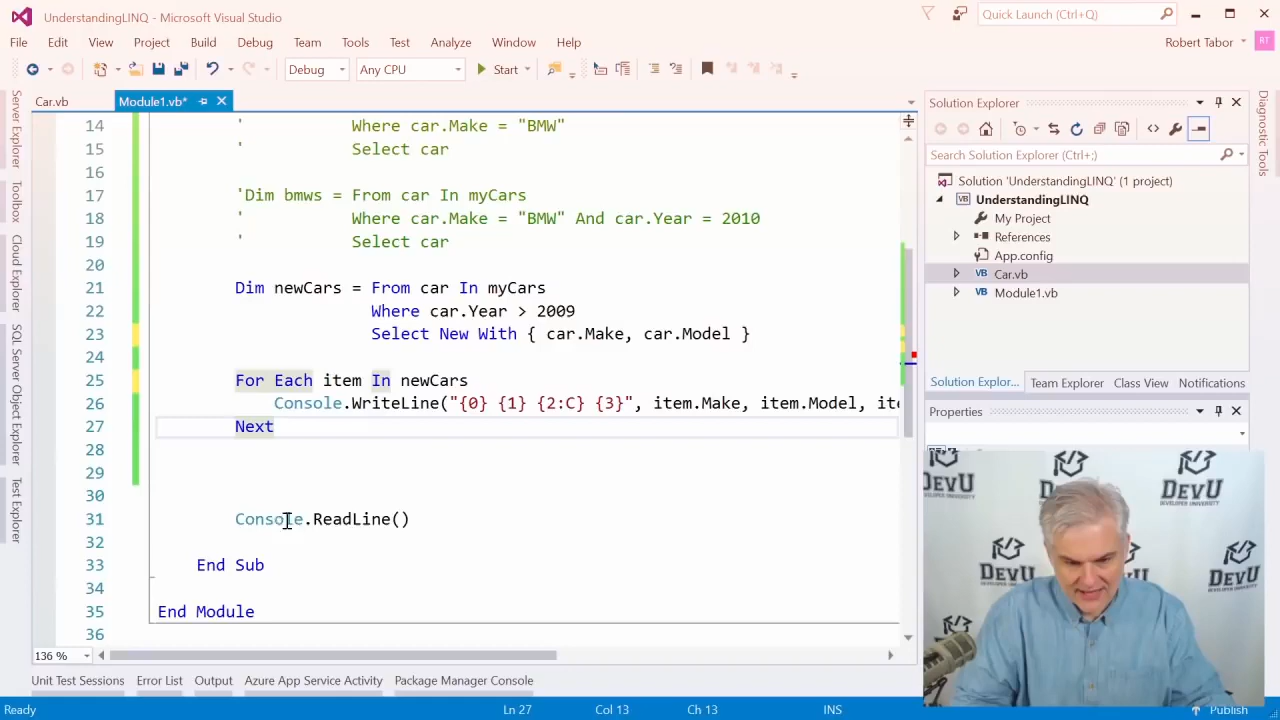 UnderstandingLINQ - Microsoft Visual Studio
Quick Launch (Ctrl+Q)
File Edit View Project Build Debug Team Tools Test Analyze Window Help
Robert Tabor RT
Debug Any CPU Start
Car.vb Module1.vb*
Server Explorer
Toolbox
Cloud Explorer
SQL Server Object Explorer
Test Explorer
14 ' Where car.Make = "BMW"
15 ' Select car
16
17 'Dim bmws = From car In myCars
18 ' Where car.Make = "BMW" And car.Year = 2010
19 ' Select car
20
21 Dim newCars = From car In myCars
22 Where car.Year > 2009
23 Select New With { car.Make, car.Model }
24
25 For Each item In newCars
26 Console.WriteLine("{0} {1} {2:C} {3}", item.Make, item.Model, ite
27 Next
28
29
30
31 Console.ReadLine()
32
33 End Sub
34
35 End Module
36
136 %
Solution Explorer
Search Solution Explorer (Ctrl+;)
Solution 'UnderstandingLINQ' (1 project)
VB UnderstandingLINQ
My Project
References
App.config
VB Car.vb
VB Module1.vb
Solution Explor... Team Explorer Class View Notifications
Properties
Diagnostic Tools
DEVU
DEVELOPER UNIVERSITY
DEVU
DEVELOPER UNIVERSITY
Unit Test Sessions Error List Output Azure App Service Activity Package Manager Console
Ready Ln 27 Col 13 Ch 13 INS Publish